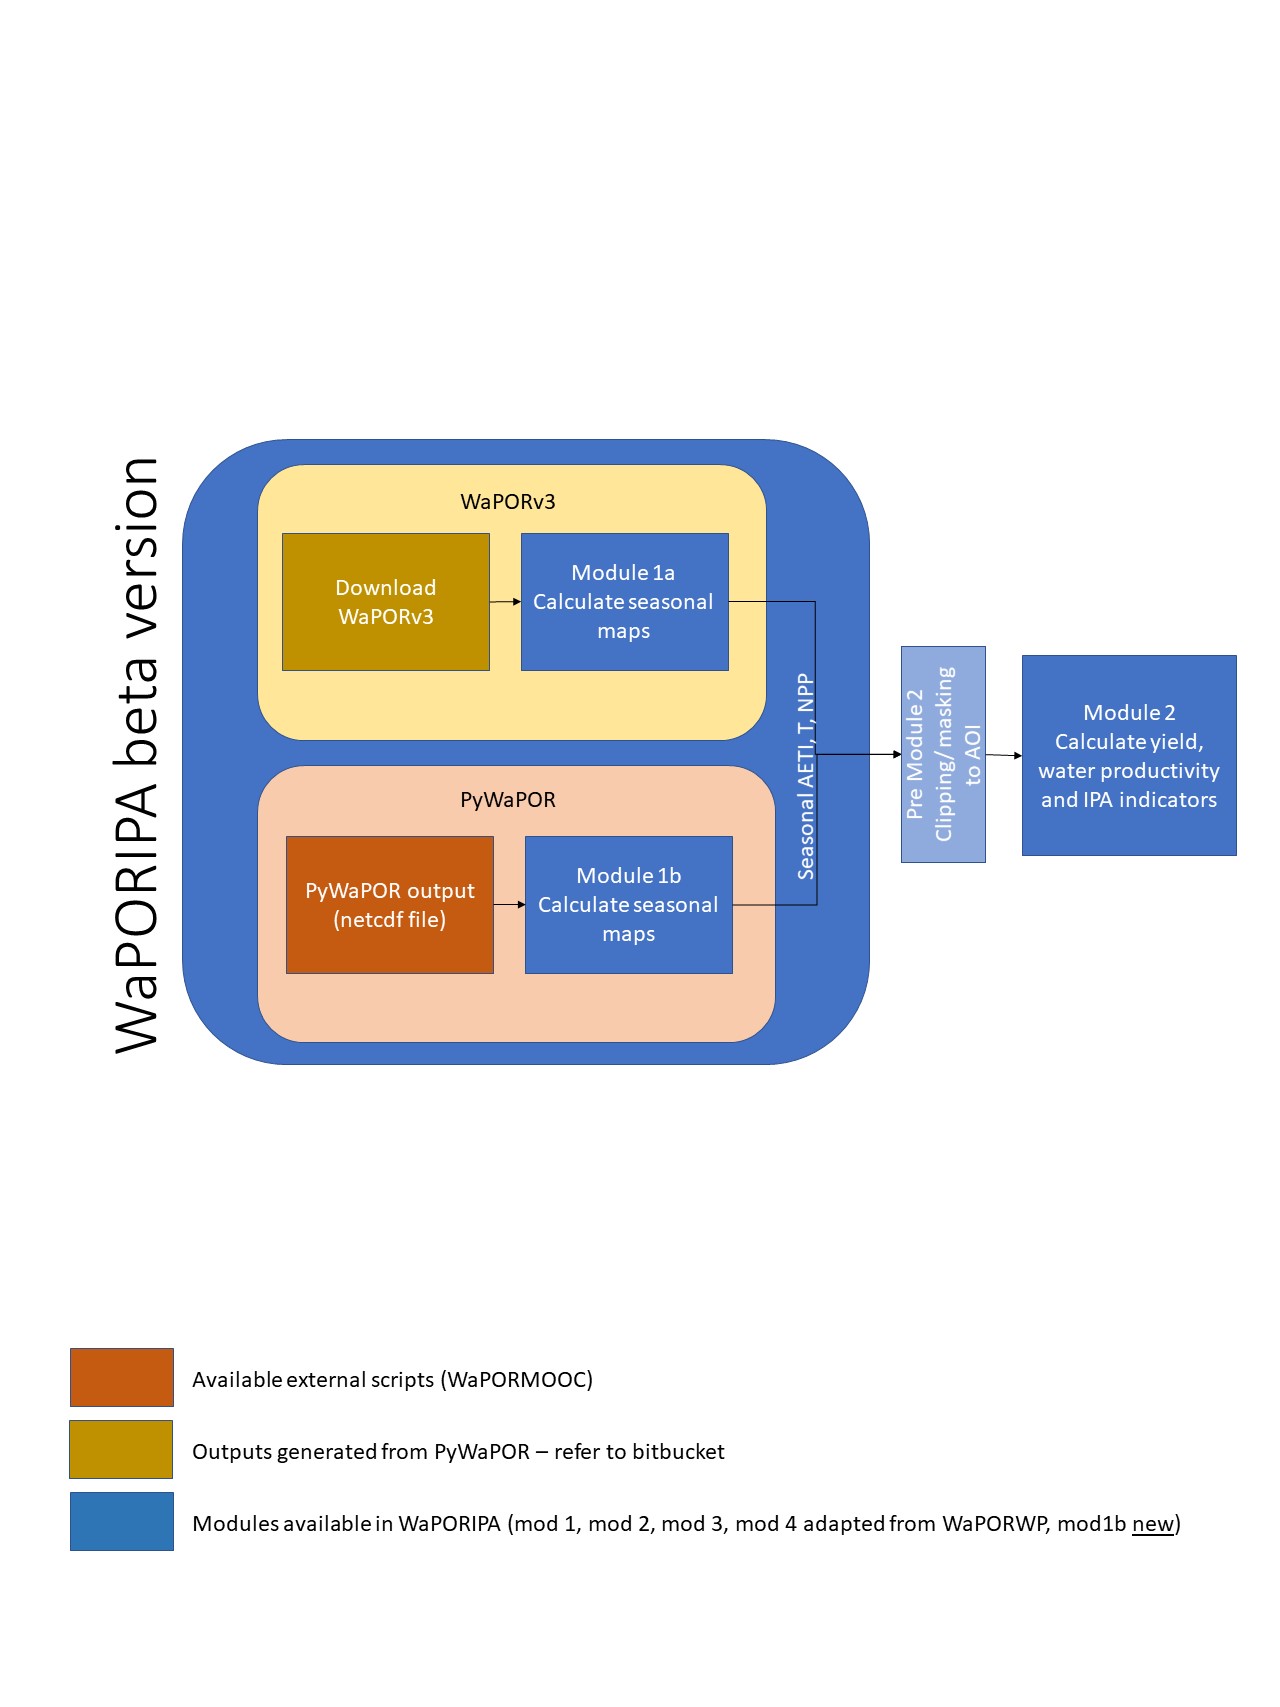 WaPORIPA beta version
WaPORv3
Download
WaPORv3
Module 1a
Calculate seasonal
maps
PyWaPOR
PyWaPOR output
(netcdf file)
Module 1b
Calculate seasonal
maps
Seasonal AETI, T, NPP
Pre Module 2
Clipping/ masking
to AOI
Module 2
Calculate yield,
water productivity
and IPA indicators
Available external scripts (WaPORMOOC)
Outputs generated from PyWaPOR – refer to bitbucket
Modules available in WaPORIPA (mod 1, mod 2, mod 3, mod 4 adapted from WaPORWP, mod1b new)